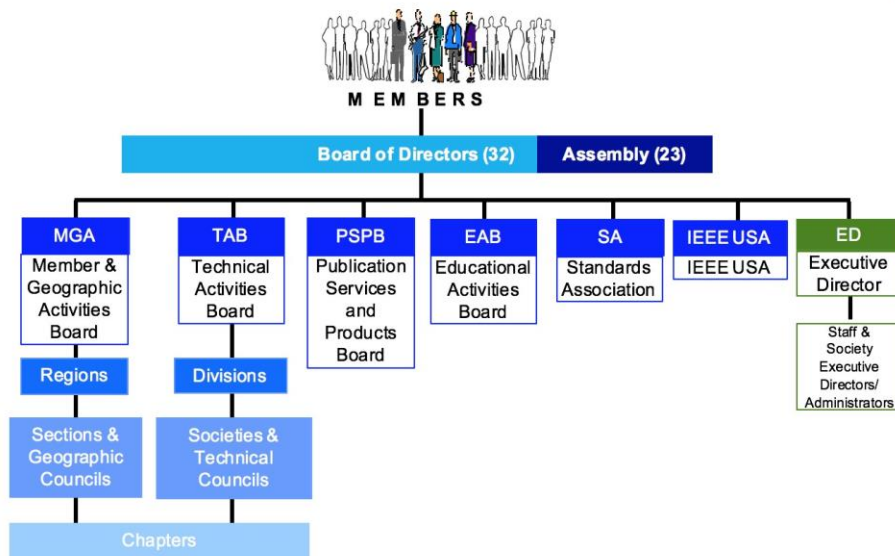 MEMBERS
Board of Directors (32)
Assembly (23)
MGA
Member &
Geographic
Activities
Board
Regions
Sections &
Geographic
Councils
TAB
Technical
Activities
Board
Divisions
Societies &
Technical
Councils
Chapters
PSPB
Publication
Services
and
Products
Board
EAB
Educational
Activities
Board
SA
Standards
Association
IEEE USA
IEEE USA
ED
Executive
Director
Staff &
Society
Executive
Directors/
Administrators